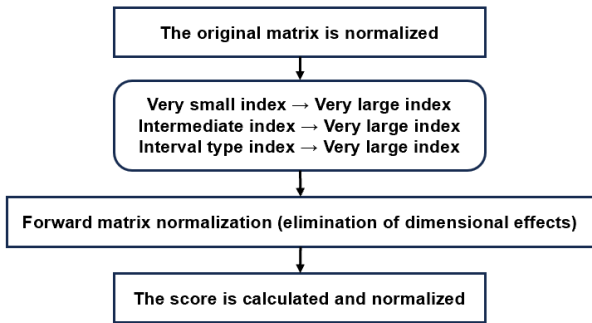 The original matrix is normalized
Very small index → Very large index
Intermediate index → Very large index
Interval type index → Very large index
Forward matrix normalization (elimination of dimensional effects)
The score is calculated and normalized